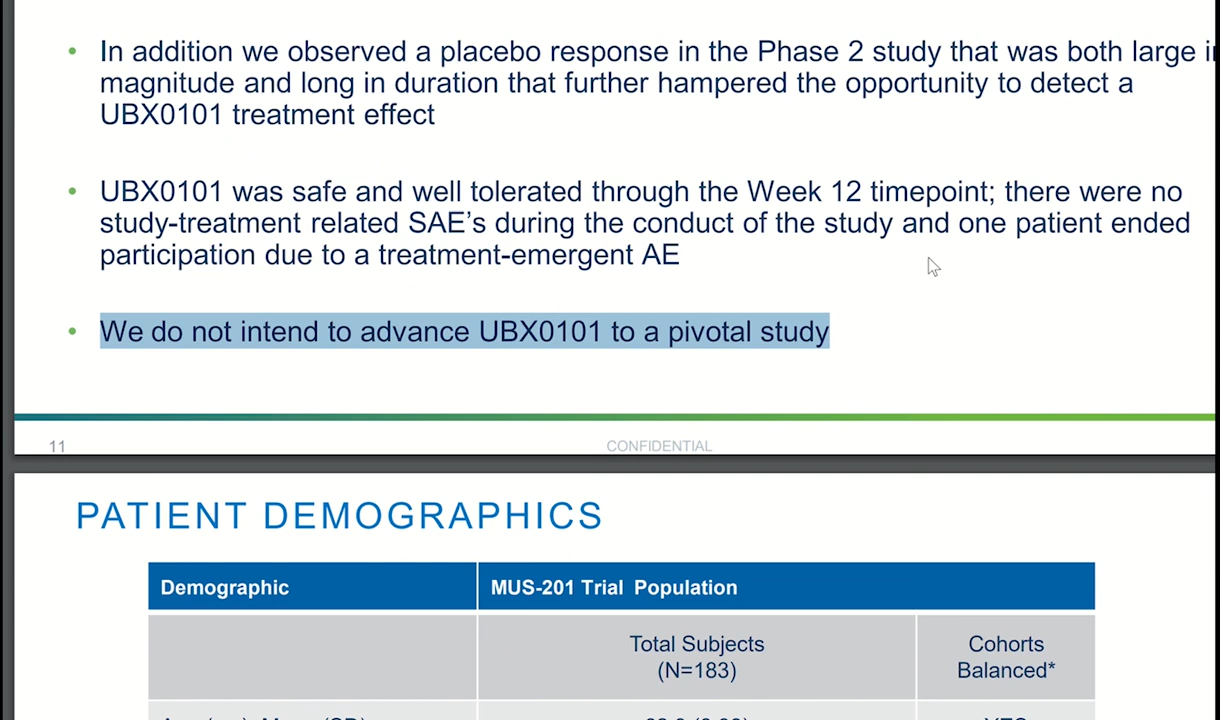 • In addition we observed a placebo response in the Phase 2 study that was both large
magnitude and long in duration that further hampered the opportunity to detect a
UBX0101 treatment effect
• UBX0101 was safe and well tolerated through the Week 12 timepoint; there were no
study-treatment related SAE’s during the conduct of the study and one patient ended
participation due to a treatment-emergent AE
• We do not intend to advance UBX0101 to a pivotal study
11
CONFIDENTIAL
PATIENT DEMOGRAPHICS
Demographic MUS-201 Trial Population
Total Subjects
(N=183)
Cohorts
Balanced*